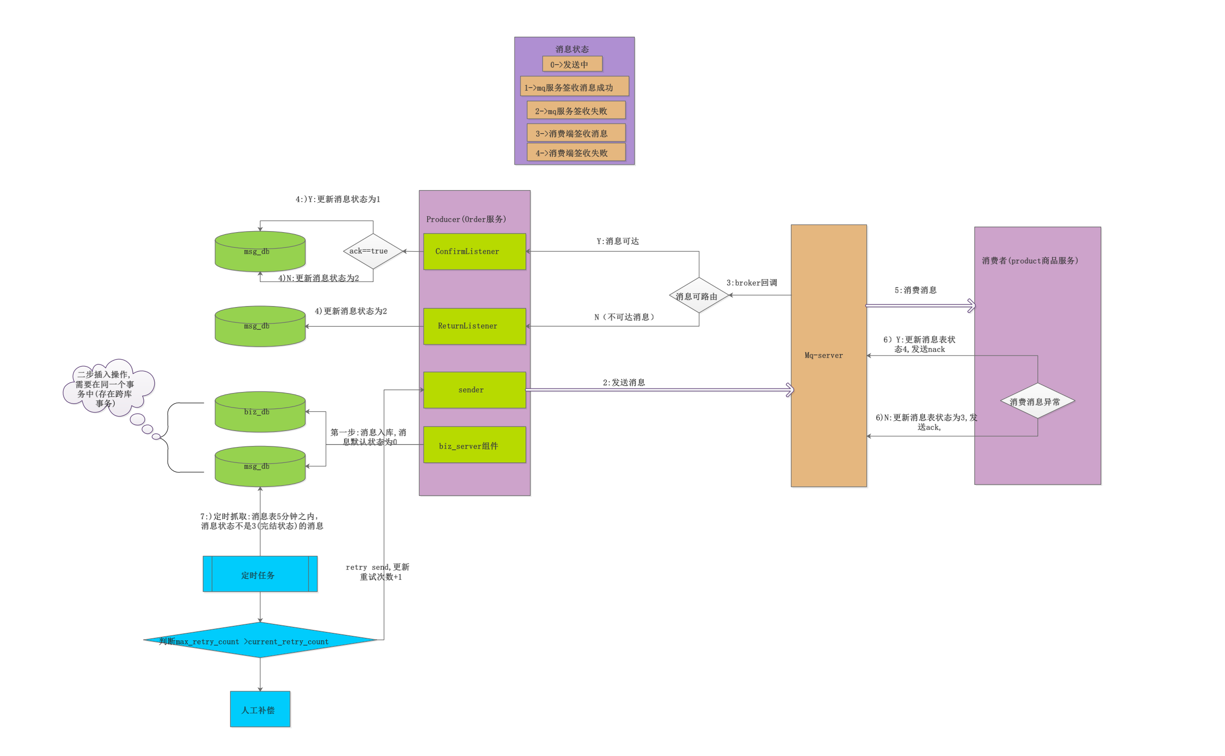 消息状态
0->发送中
1->mq服务签收消息成功
2->mq服务签收失败
3->消费端签收消息
4->消费端签收失败
4:)Y:更新消息状态为1
Producer(Order服务)
msg_db
ack==true
ConfirmListener
Y:消息可达
4)N:更新消息状态为2
3:broker回调
消息可路由
消费者(product商品服务)
5:消费消息
4)更新消息状态为2
msg_db
ReturnListener
N（不可达消息）
Mq-server
6）Y:更新消息表状
态4,发送nack
二步插入操作,
需要在同一个事
务中(存在跨库
事务)
sender
2:发送消息
消费消息异常
biz_db
第一步:消息入库,消
息默认状态为0
biz_server组件
6)N:更新消息表状态为3,发
送ack,
msg_db
7:)定时抓取:消息表5分钟之内,
消息状态不是3(完结状态)的消息
定时任务
retry send,更新
重试次数+1
判断max_retry_count >current_retry_count
人工补偿